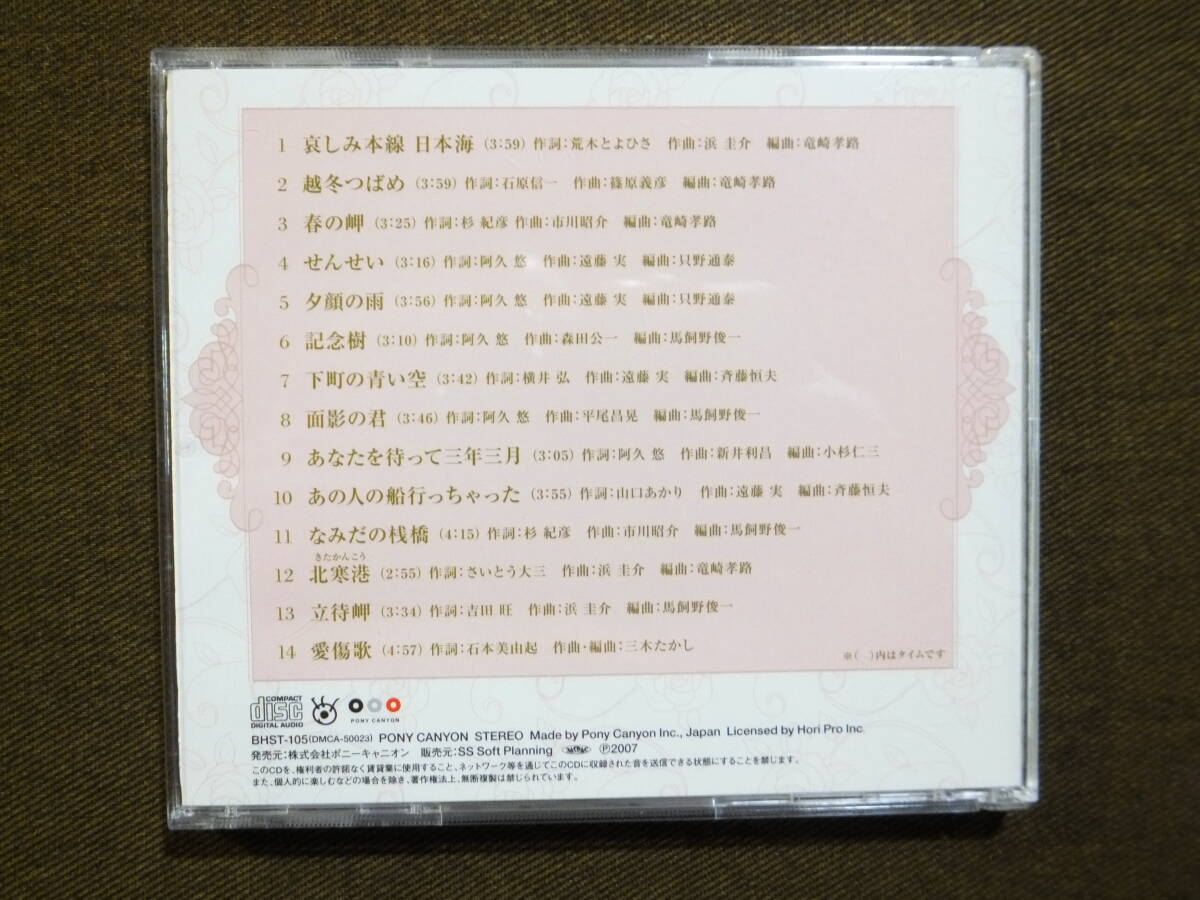 1 哀しみ本線 日本海 (3:59) 作詞:荒木とよひさ 作曲:浜 圭介 編曲:竜崎孝路
2 越冬つばめ (3:59) 作詞:石原信一 作曲:篠原義彦 編曲:竜崎孝路
3 春の岬 (3:25) 作詞:杉 紀彦 作曲:市川昭介 編曲:竜崎孝路
4 せんせい (3:16) 作詞:阿久 悠 作曲:遠藤 実 編曲:只野通泰
5 夕顔の雨 (3:56) 作詞:阿久 悠 作曲:遠藤 実 編曲:只野通泰
6 記念樹 (3:10) 作詞:阿久 悠 作曲:森田公一 編曲:馬飼野俊一
7 下町の青い空 (3:42) 作詞:横井 弘 作曲:遠藤 実 編曲:斉藤恒夫
8 面影の君 (3:46) 作詞:阿久 悠 作曲:平尾昌晃 編曲:馬飼野俊一
9 あなたを待って三年三月 (3:05) 作詞:阿久 悠 作曲:新井利昌 編曲:小杉仁三
10 あの人の船行っちゃった (3:55) 作詞:山口あかり 作曲:遠藤 実 編曲:斉藤恒夫
11 なみだの桟橋 (4:15) 作詞:杉 紀彦 作曲:市川昭介 編曲:馬飼野俊一
きたかんこう
12 北寒港 (2:55) 作詞:さいとう大三 作曲:浜 圭介 編曲:竜崎孝路
13 立待岬 (3:34) 作詞:吉田 旺 作曲:浜 圭介 編曲:馬飼野俊一
14 愛傷歌 (4:57) 作詞:石本美由起 作曲・編曲:三木たかし
※( )内はタイムです
COMPACT
disc
DIGITAL AUDIO
PONY CANYON
BHST-105(DMCA-50023) PONY CANYON STEREO Made by Pony Canyon Inc., Japan Licensed by Hori Pro Inc
発売元:株式会社ポニーキャニオン 販売元:SS Soft Planning ℗2007
このCDを、権利者の許諾なく賃貸業に使用すること、ネットワーク等を通じてこのCDに収録された音を送信できる状態にすることを禁じます。
また、個人的に楽しむなどの場合を除き、著作権法上、無断複製は禁じられています。